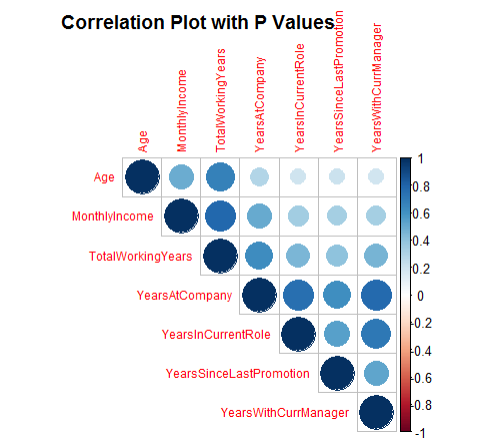 Correlation Plot with P Values
Age
MonthlyIncome
TotalWorkingYears
YearsAtCompany
YearsInCurrentRole
YearsSinceLastPromotion
YearsWithCurrManager
Age
MonthlyIncome
TotalWorkingYears
YearsAtCompany
YearsInCurrentRole
YearsSinceLastPromotion
YearsWithCurrManager
1
0.8
0.6
0.4
0.2
0
-0.2
-0.4
-0.6
-0.8
-1